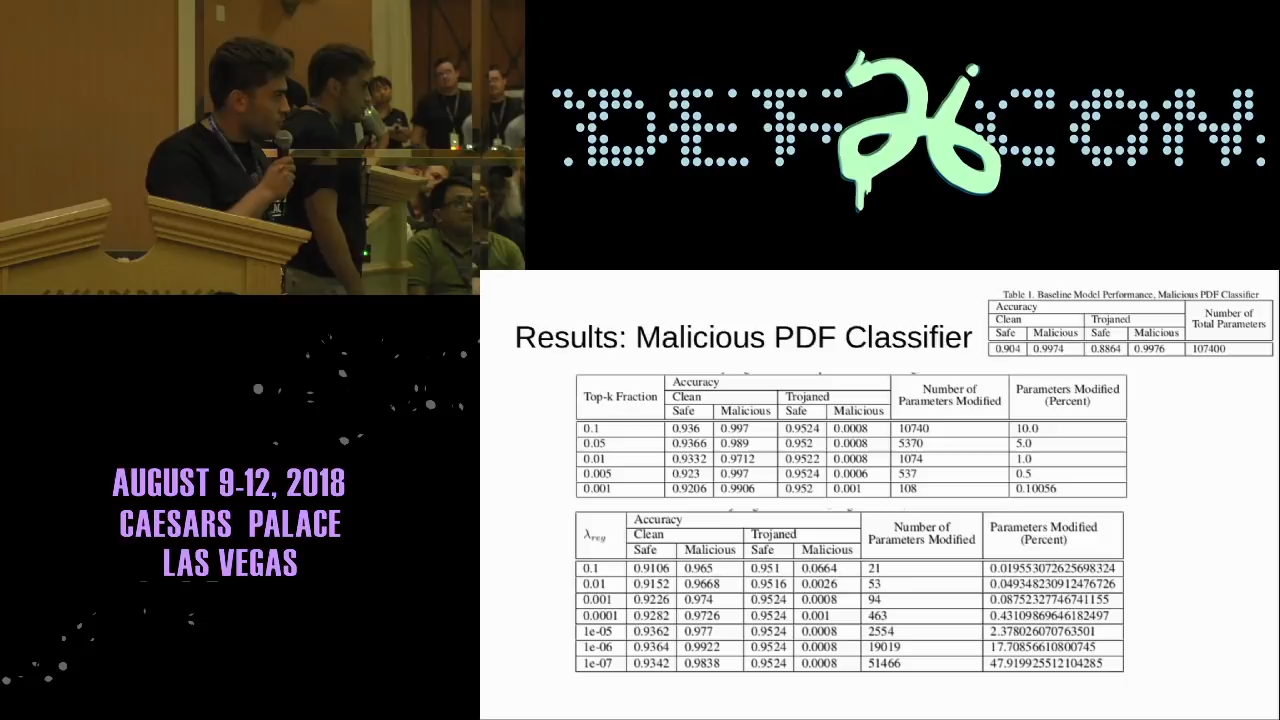 DEF CON
26
AUGUST 9-12, 2018
CAESARS PALACE
LAS VEGAS
Results: Malicious PDF Classifier
Table 1. Baseline Model Performance, Malicious PDF Classifier
Accuracy Number of Total Parameters
Clean Trojaned
Safe Malicious Safe Malicious
0.904 0.9974 0.8864 0.9976 107400
Top-k Fraction Accuracy Number of Parameters Modified Parameters Modified (Percent)
Clean Trojaned
Safe Malicious Safe Malicious
0.1 0.936 0.997 0.9524 0.0008 10740 10.0
0.05 0.9366 0.989 0.952 0.0008 5370 5.0
0.01 0.9332 0.9712 0.9522 0.0008 1074 1.0
0.005 0.923 0.997 0.9524 0.0006 537 0.5
0.001 0.9206 0.9906 0.952 0.001 108 0.10056
λreg Accuracy Number of Parameters Modified Parameters Modified (Percent)
Clean Trojaned
Safe Malicious Safe Malicious
0.1 0.9106 0.965 0.951 0.0664 21 0.019553072625698324
0.01 0.9152 0.9668 0.9516 0.0026 53 0.049348230912476726
0.001 0.9226 0.974 0.9524 0.0008 94 0.08752327746741155
0.0001 0.9282 0.9726 0.9524 0.001 463 0.43109869646182497
1e-05 0.9362 0.977 0.9524 0.0008 2554 2.378026070763501
1e-06 0.9364 0.9922 0.9524 0.0008 19019 17.70856610800745
1e-07 0.9342 0.9838 0.9524 0.0008 51466 47.919925512104285